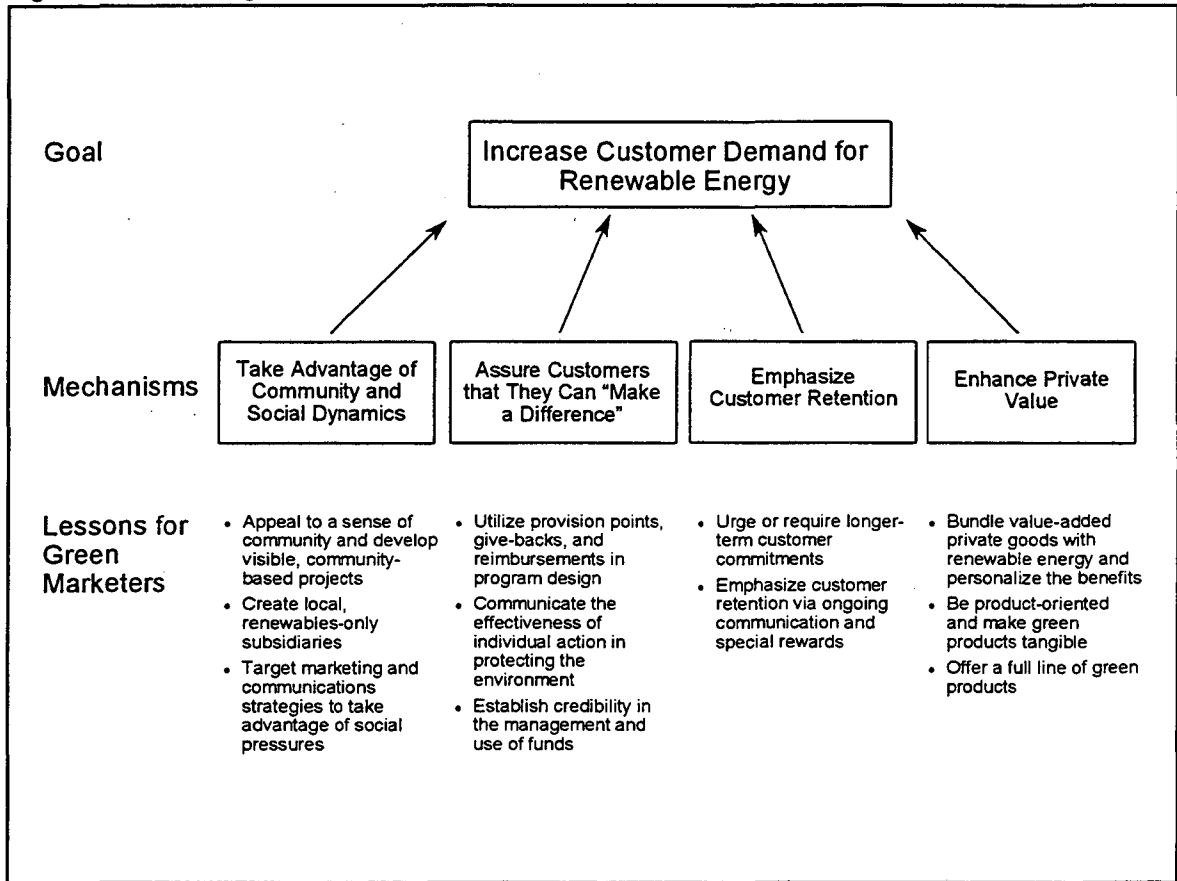 Goal
Increase Customer Demand for
Renewable Energy
Mechanisms
Take Advantage of
Community and
Social Dynamics
Assure Customers
that They Can "Make
a Difference"
Emphasize
Customer Retention
Enhance Private
Value
Lessons for
Green
Marketers
• Appeal to a sense of
community and develop
visible, community-
based projects
• Create local,
renewables-only
subsidiaries
• Target marketing and
communications
strategies to take
advantage of social
pressures
• Utilize provision points,
give-backs, and
reimbursements in
program design
• Communicate the
effectiveness of
individual action in
protecting the
environment
• Establish credibility in
the management and
use of funds
• Urge or require longer-
term customer
commitments
• Emphasize customer
retention via ongoing
communication and
special rewards
• Bundle value-added
private goods with
renewable energy and
personalize the benefits
• Be product-oriented
and make green
products tangible
• Offer a full line of green
products